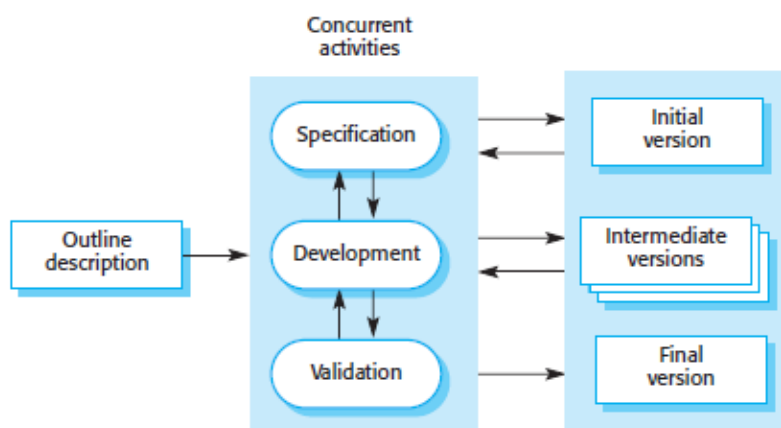 Concurrent
activities
Specification
Initial
version
Outline
description
Development
Intermediate
versions
Validation
Final
version